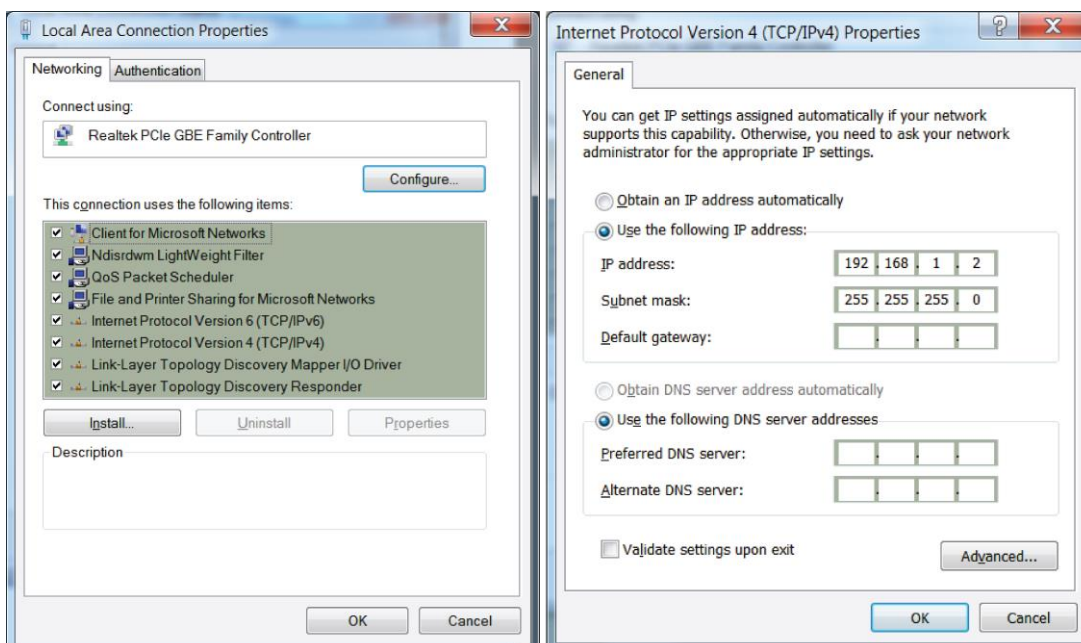 Local Area Connection Properties
Networking
Authentication
Connect using:
Realtek PCIe GBE Family Controller
Configure...
This connection uses the following items:
Client for Microsoft Networks
Ndisrdwm LightWeight Filter
QoS Packet Scheduler
File and Printer Sharing for Microsoft Networks
Internet Protocol Version 6 (TCP/IPv6)
Internet Protocol Version 4 (TCP/IPv4)
Link-Layer Topology Discovery Mapper I/O Driver
Link-Layer Topology Discovery Responder
Install...
Uninstall
Properties
Description
OK
Cancel
Internet Protocol Version 4 (TCP/IPv4) Properties
General
You can get IP settings assigned automatically if your network
supports this capability. Otherwise, you need to ask your network
administrator for the appropriate IP settings.
Obtain an IP address automatically
Use the following IP address:
IP address:
192 . 168 . 1 . 2
Subnet mask:
255 . 255 . 255 . 0
Default gateway:
. . .
Obtain DNS server address automatically
Use the following DNS server addresses
Preferred DNS server:
. . .
Alternate DNS server:
. . .
Validate settings upon exit
Advanced...
OK
Cancel